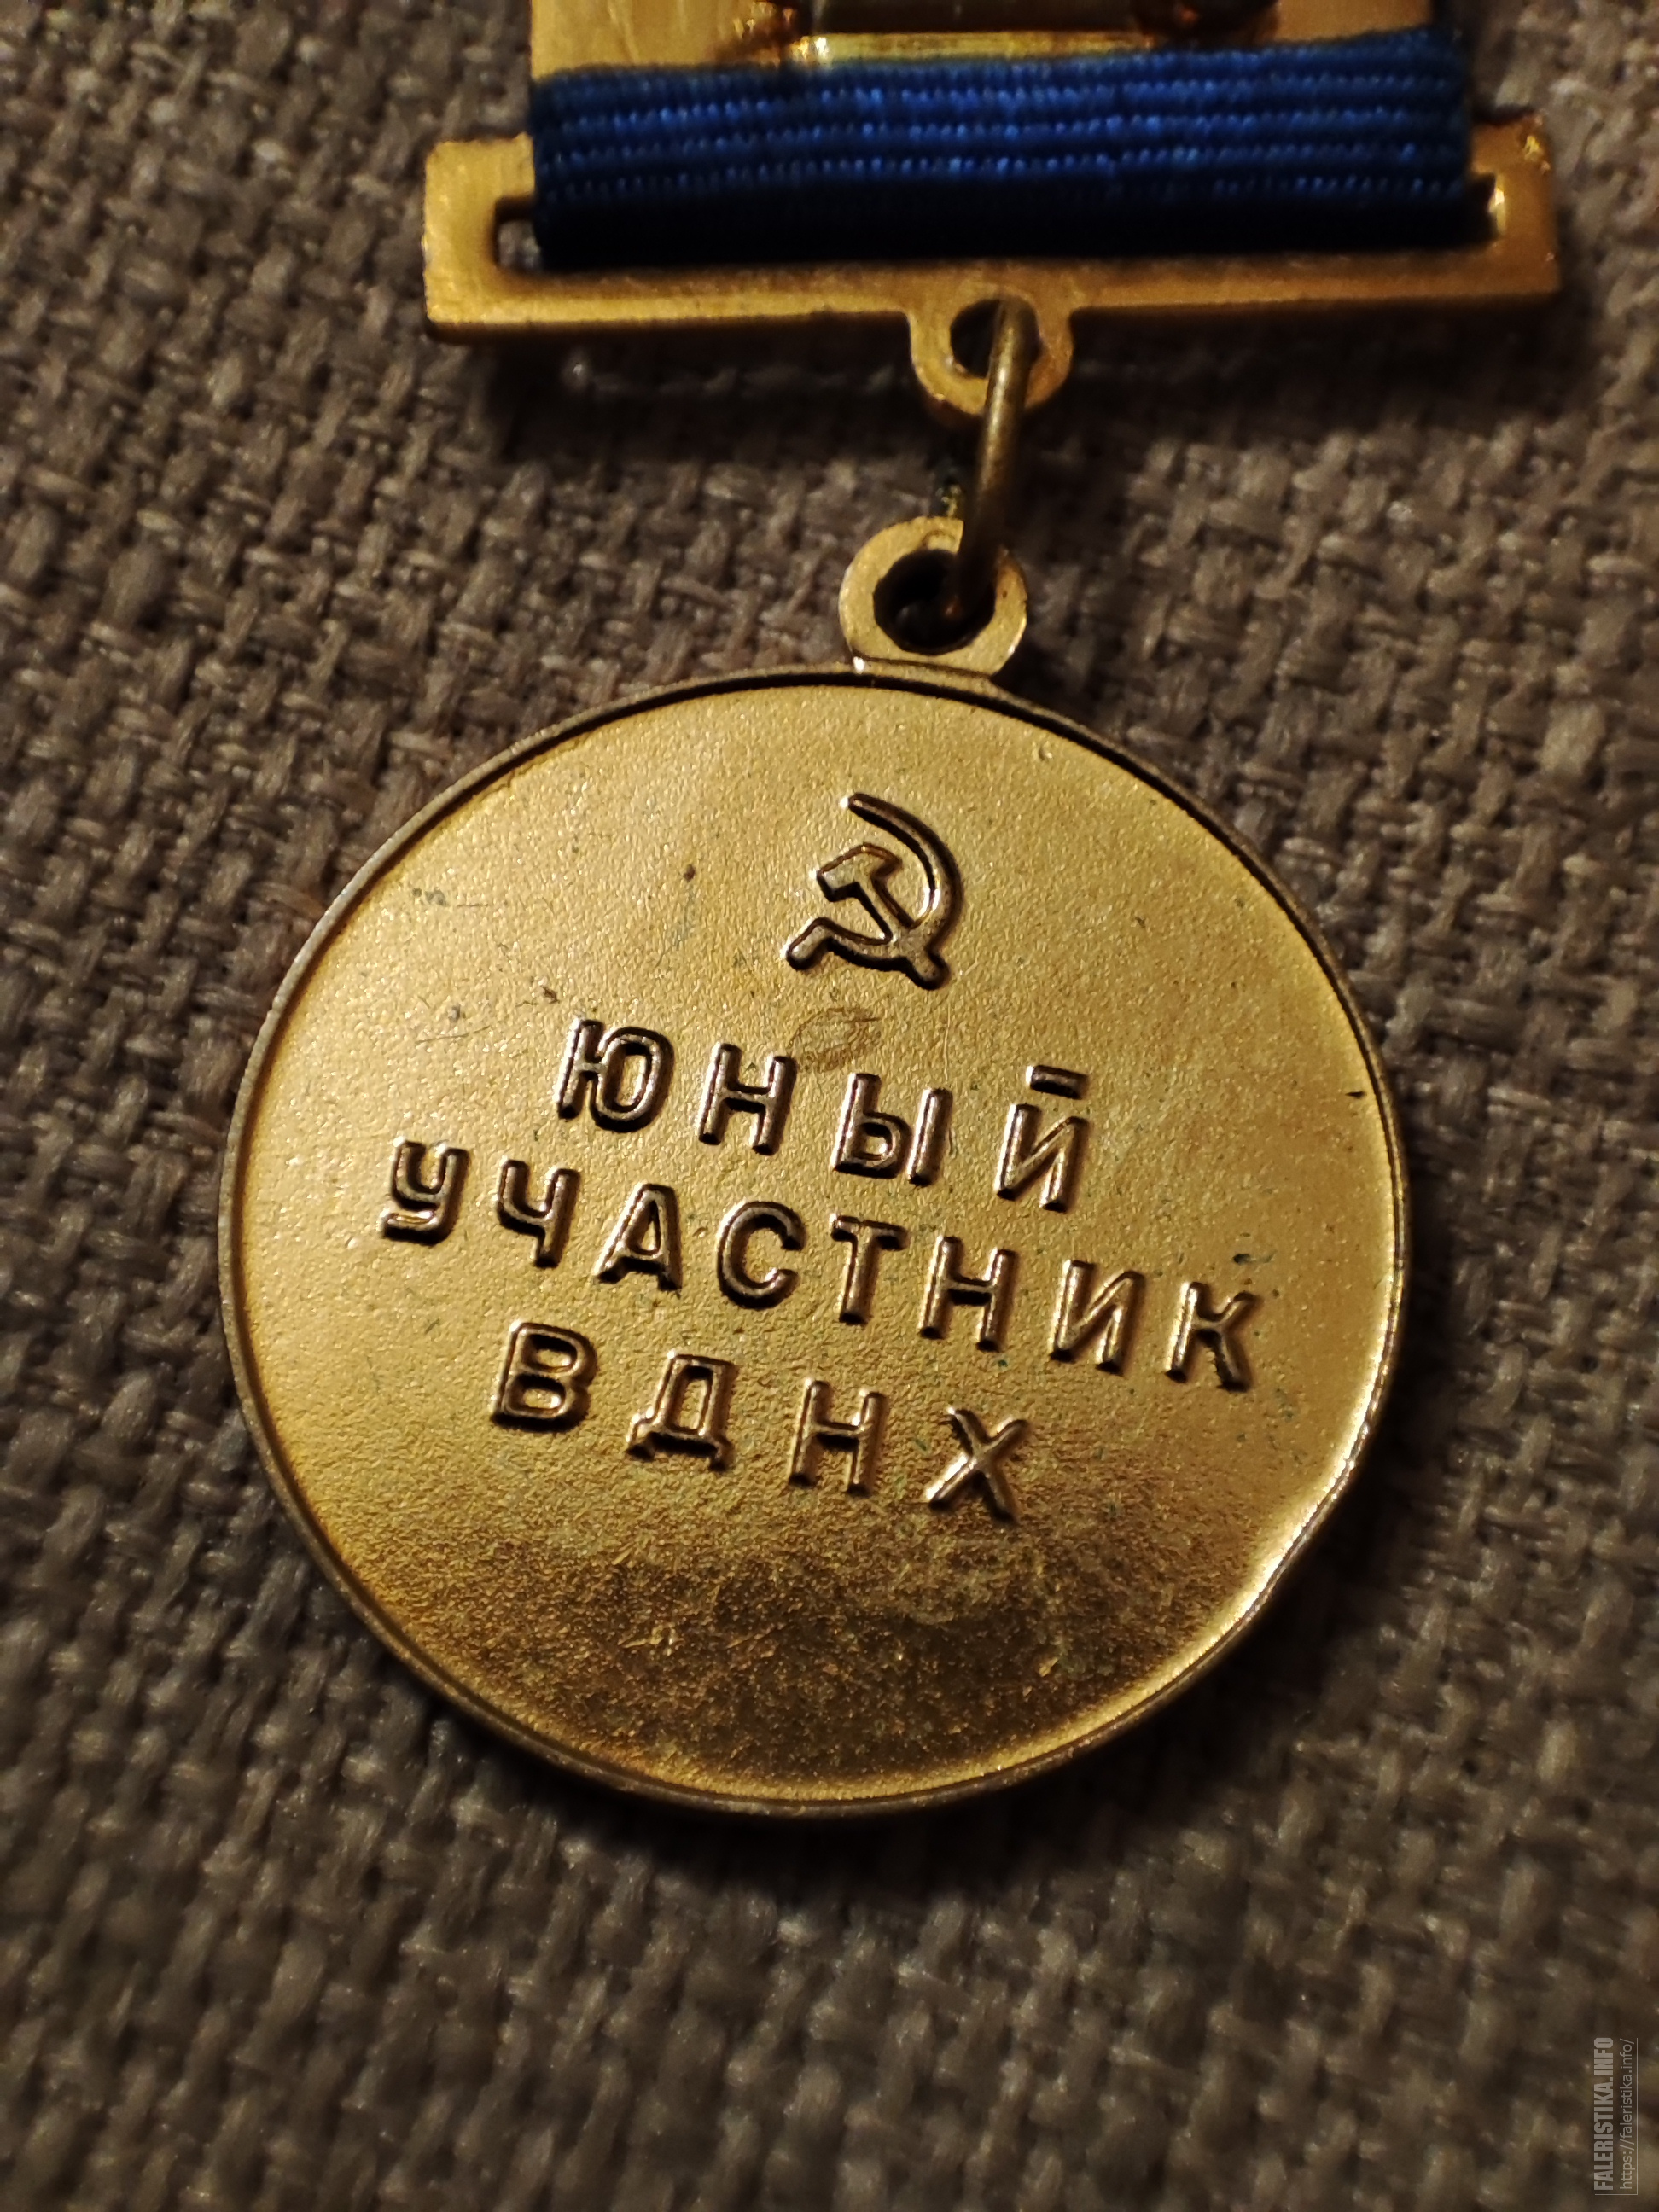 ЮНЫЙ
УЧАСТНИК
ВДНХ
FALERISTIKA.INFO
https://faleristika.info/